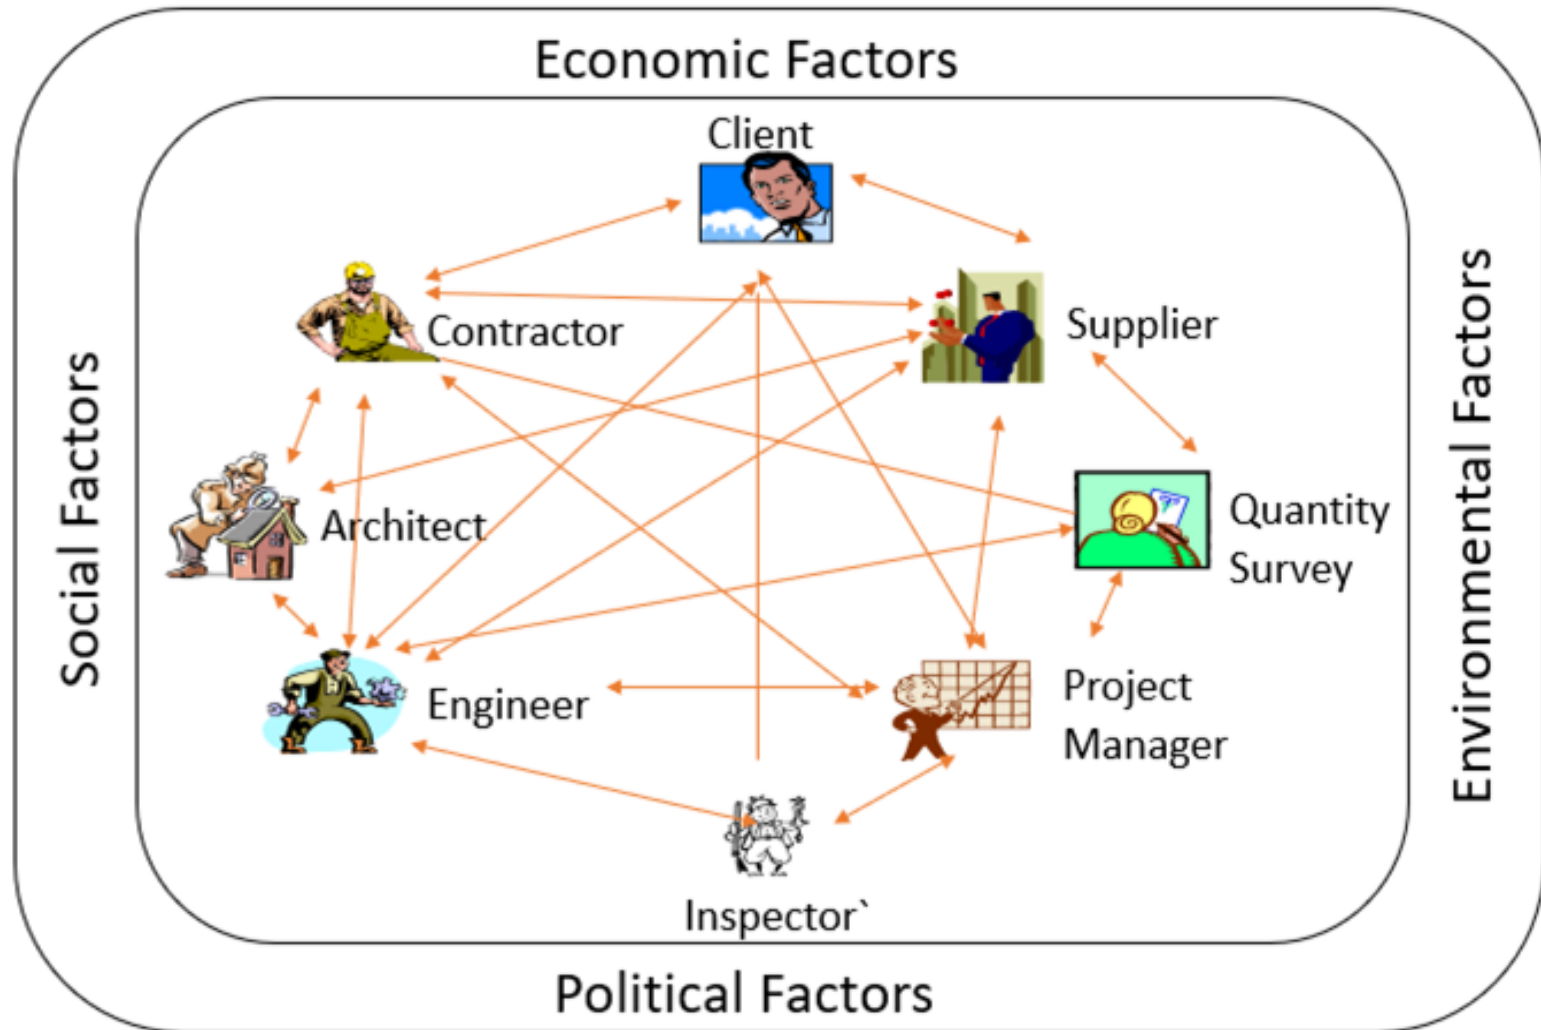 Economic Factors
Client
Contractor
Supplier
Social Factors
Environmental Factors
Architect
Quantity
Survey
Engineer
Project
Manager
Inspector`
Political Factors